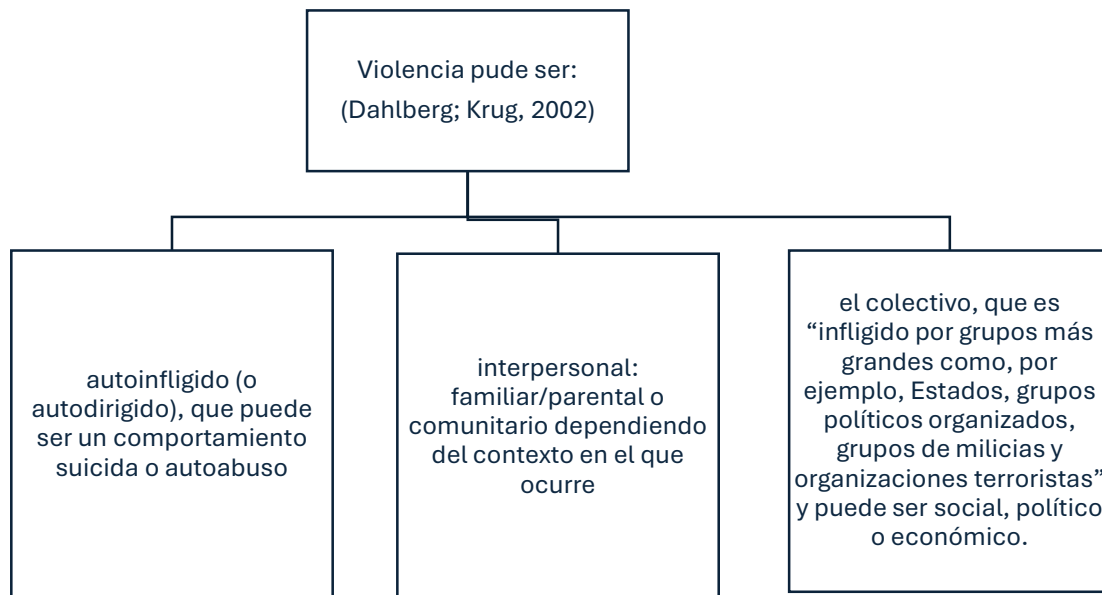 Violencia pude ser:
(Dahlberg; Krug, 2002)
autoinfligido (o
autodirigido), que puede
ser un comportamiento
suicida o autoabuso
interpersonal:
familiar/parental o
comunitario dependiendo
del contexto en el que
ocurre
el colectivo, que es
“infligido por grupos más
grandes como, por
ejemplo, Estados, grupos
políticos organizados,
grupos de milicias y
organizaciones terroristas”
y puede ser social, político
o económico.